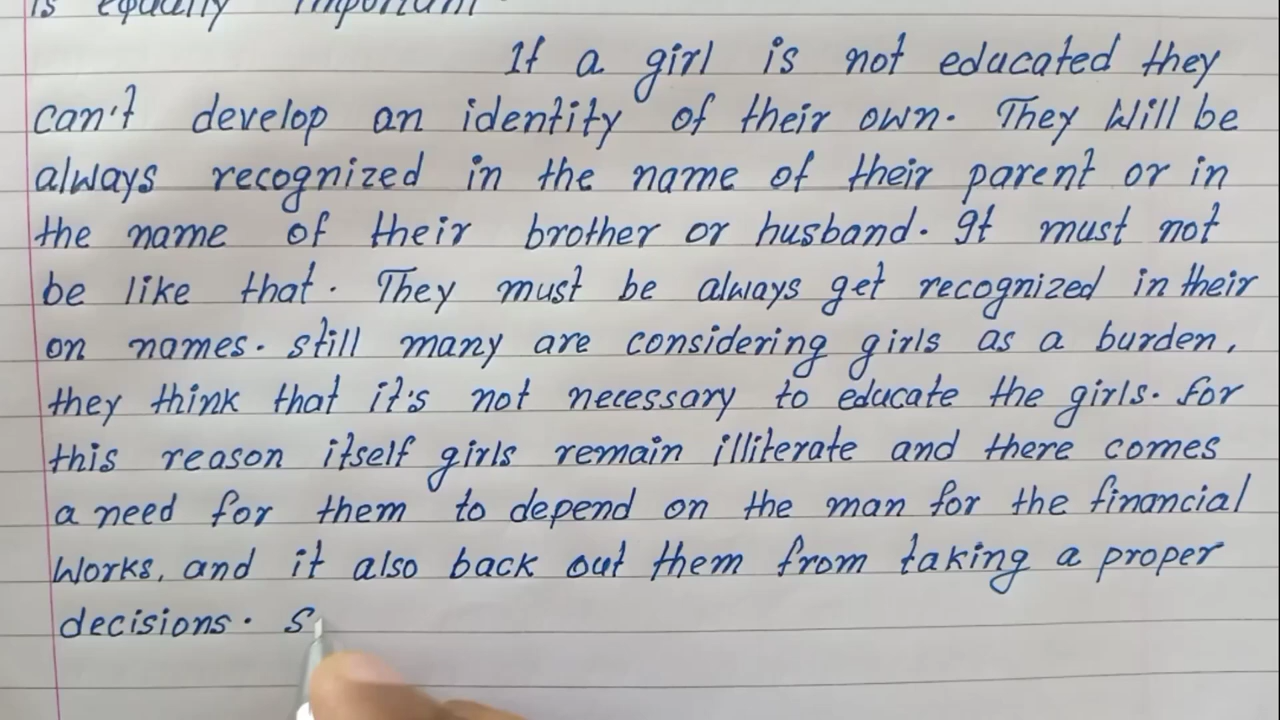 is equally important.
If a girl is not educated they
can't develop an identity of their own. They will be
always recognized in the name of their parent or in
the name of their brother or husband. It must not
be like that. They must be always get recognized in their
on names. still many are considering girls as a burden,
they think that it's not necessary to educate the girls. for
this reason itself girls remain illiterate and there comes
a need for them to depend on the man for the financial
works, and it also back out them from taking a proper
decisions. S